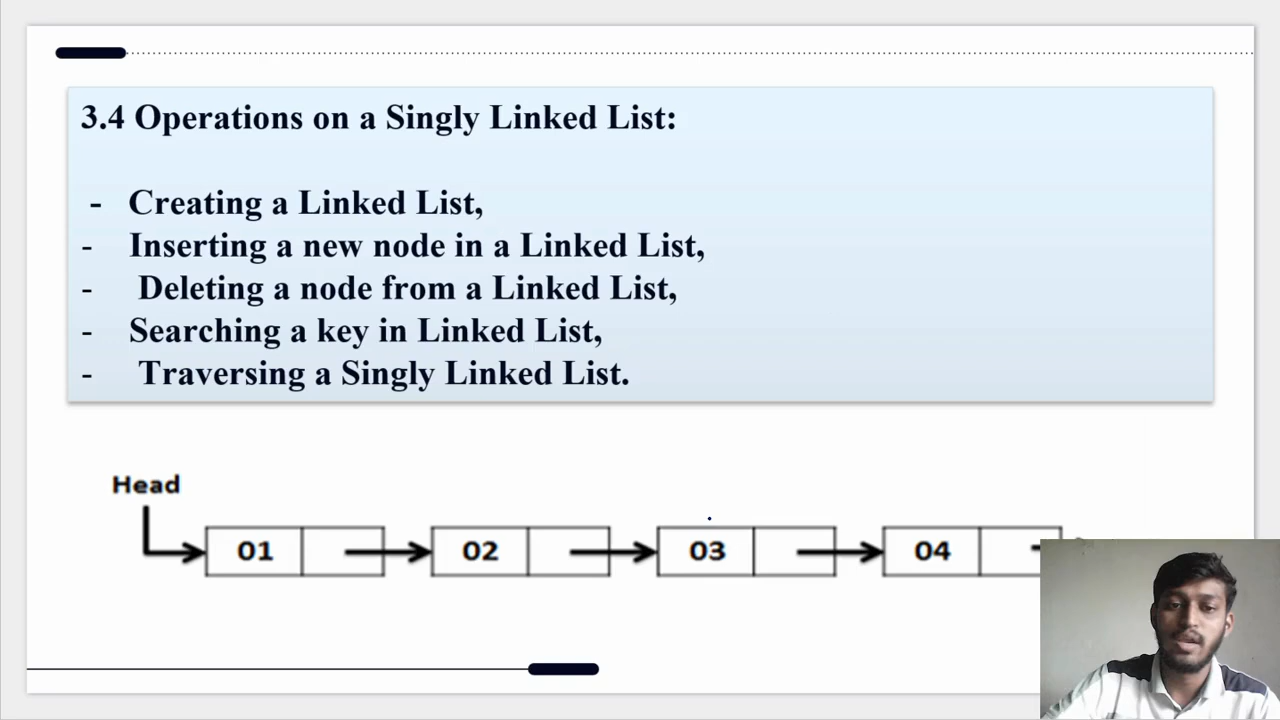 3.4 Operations on a Singly Linked List:
- Creating a Linked List,
- Inserting a new node in a Linked List,
- Deleting a node from a Linked List,
- Searching a key in Linked List,
- Traversing a Singly Linked List.
Head
01 02 03 04